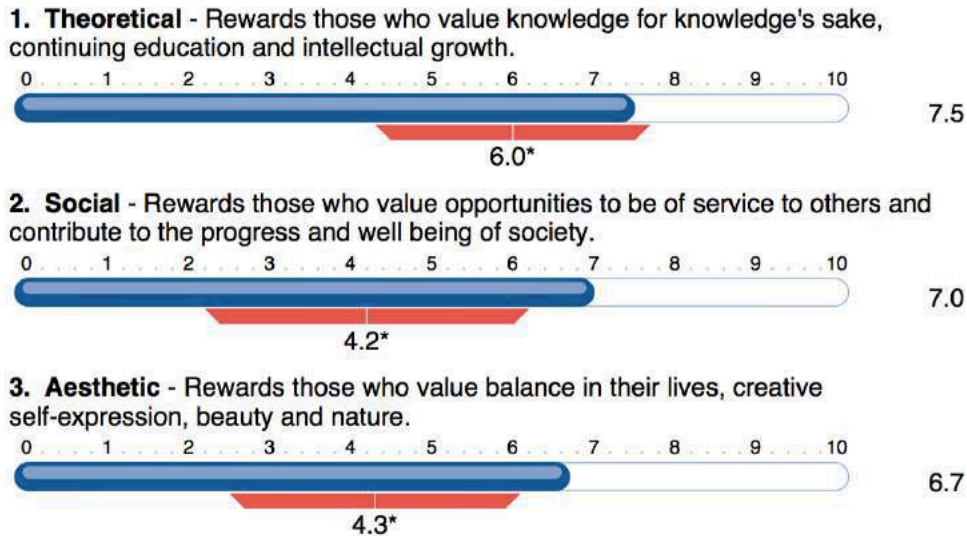 1. Theoretical - Rewards those who value knowledge for knowledge's sake,
continuing education and intellectual growth.
0 . . . . 1 . . . . 2 . . . . 3 . . . . 4 . . . . 5 . . . . 6 . . . . 7 . . . . 8 . . . . 9 . . . . 10
7.5
6.0*
2. Social - Rewards those who value opportunities to be of service to others and
contribute to the progress and well being of society.
0 . . . . 1 . . . . 2 . . . . 3 . . . . 4 . . . . 5 . . . . 6 . . . . 7 . . . . 8 . . . . 9 . . . . 10
7.0
4.2*
3. Aesthetic - Rewards those who value balance in their lives, creative
self-expression, beauty and nature.
0 . . . . 1 . . . . 2 . . . . 3 . . . . 4 . . . . 5 . . . . 6 . . . . 7 . . . . 8 . . . . 9 . . . . 10
6.7
4.3*